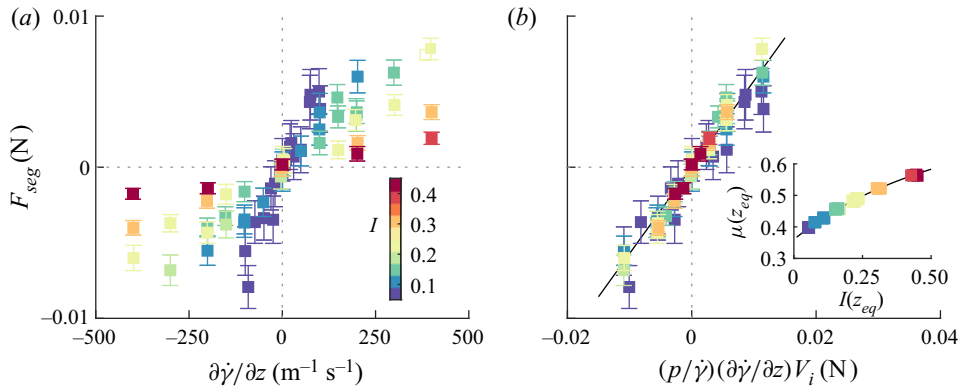 (a)
0.01
0
−0.01
F_seg (N)
−500
−250
0
250
500
∂γ̇/∂z (m⁻¹ s⁻¹)
I
0.4
0.3
0.2
0.1
(b)
−0.02
0
0.02
0.04
(p/γ̇)(∂γ̇/∂z)V_i (N)
0.6
0.5
0.4
0.3
μ(z_eq)
0
0.25
0.50
I(z_eq)